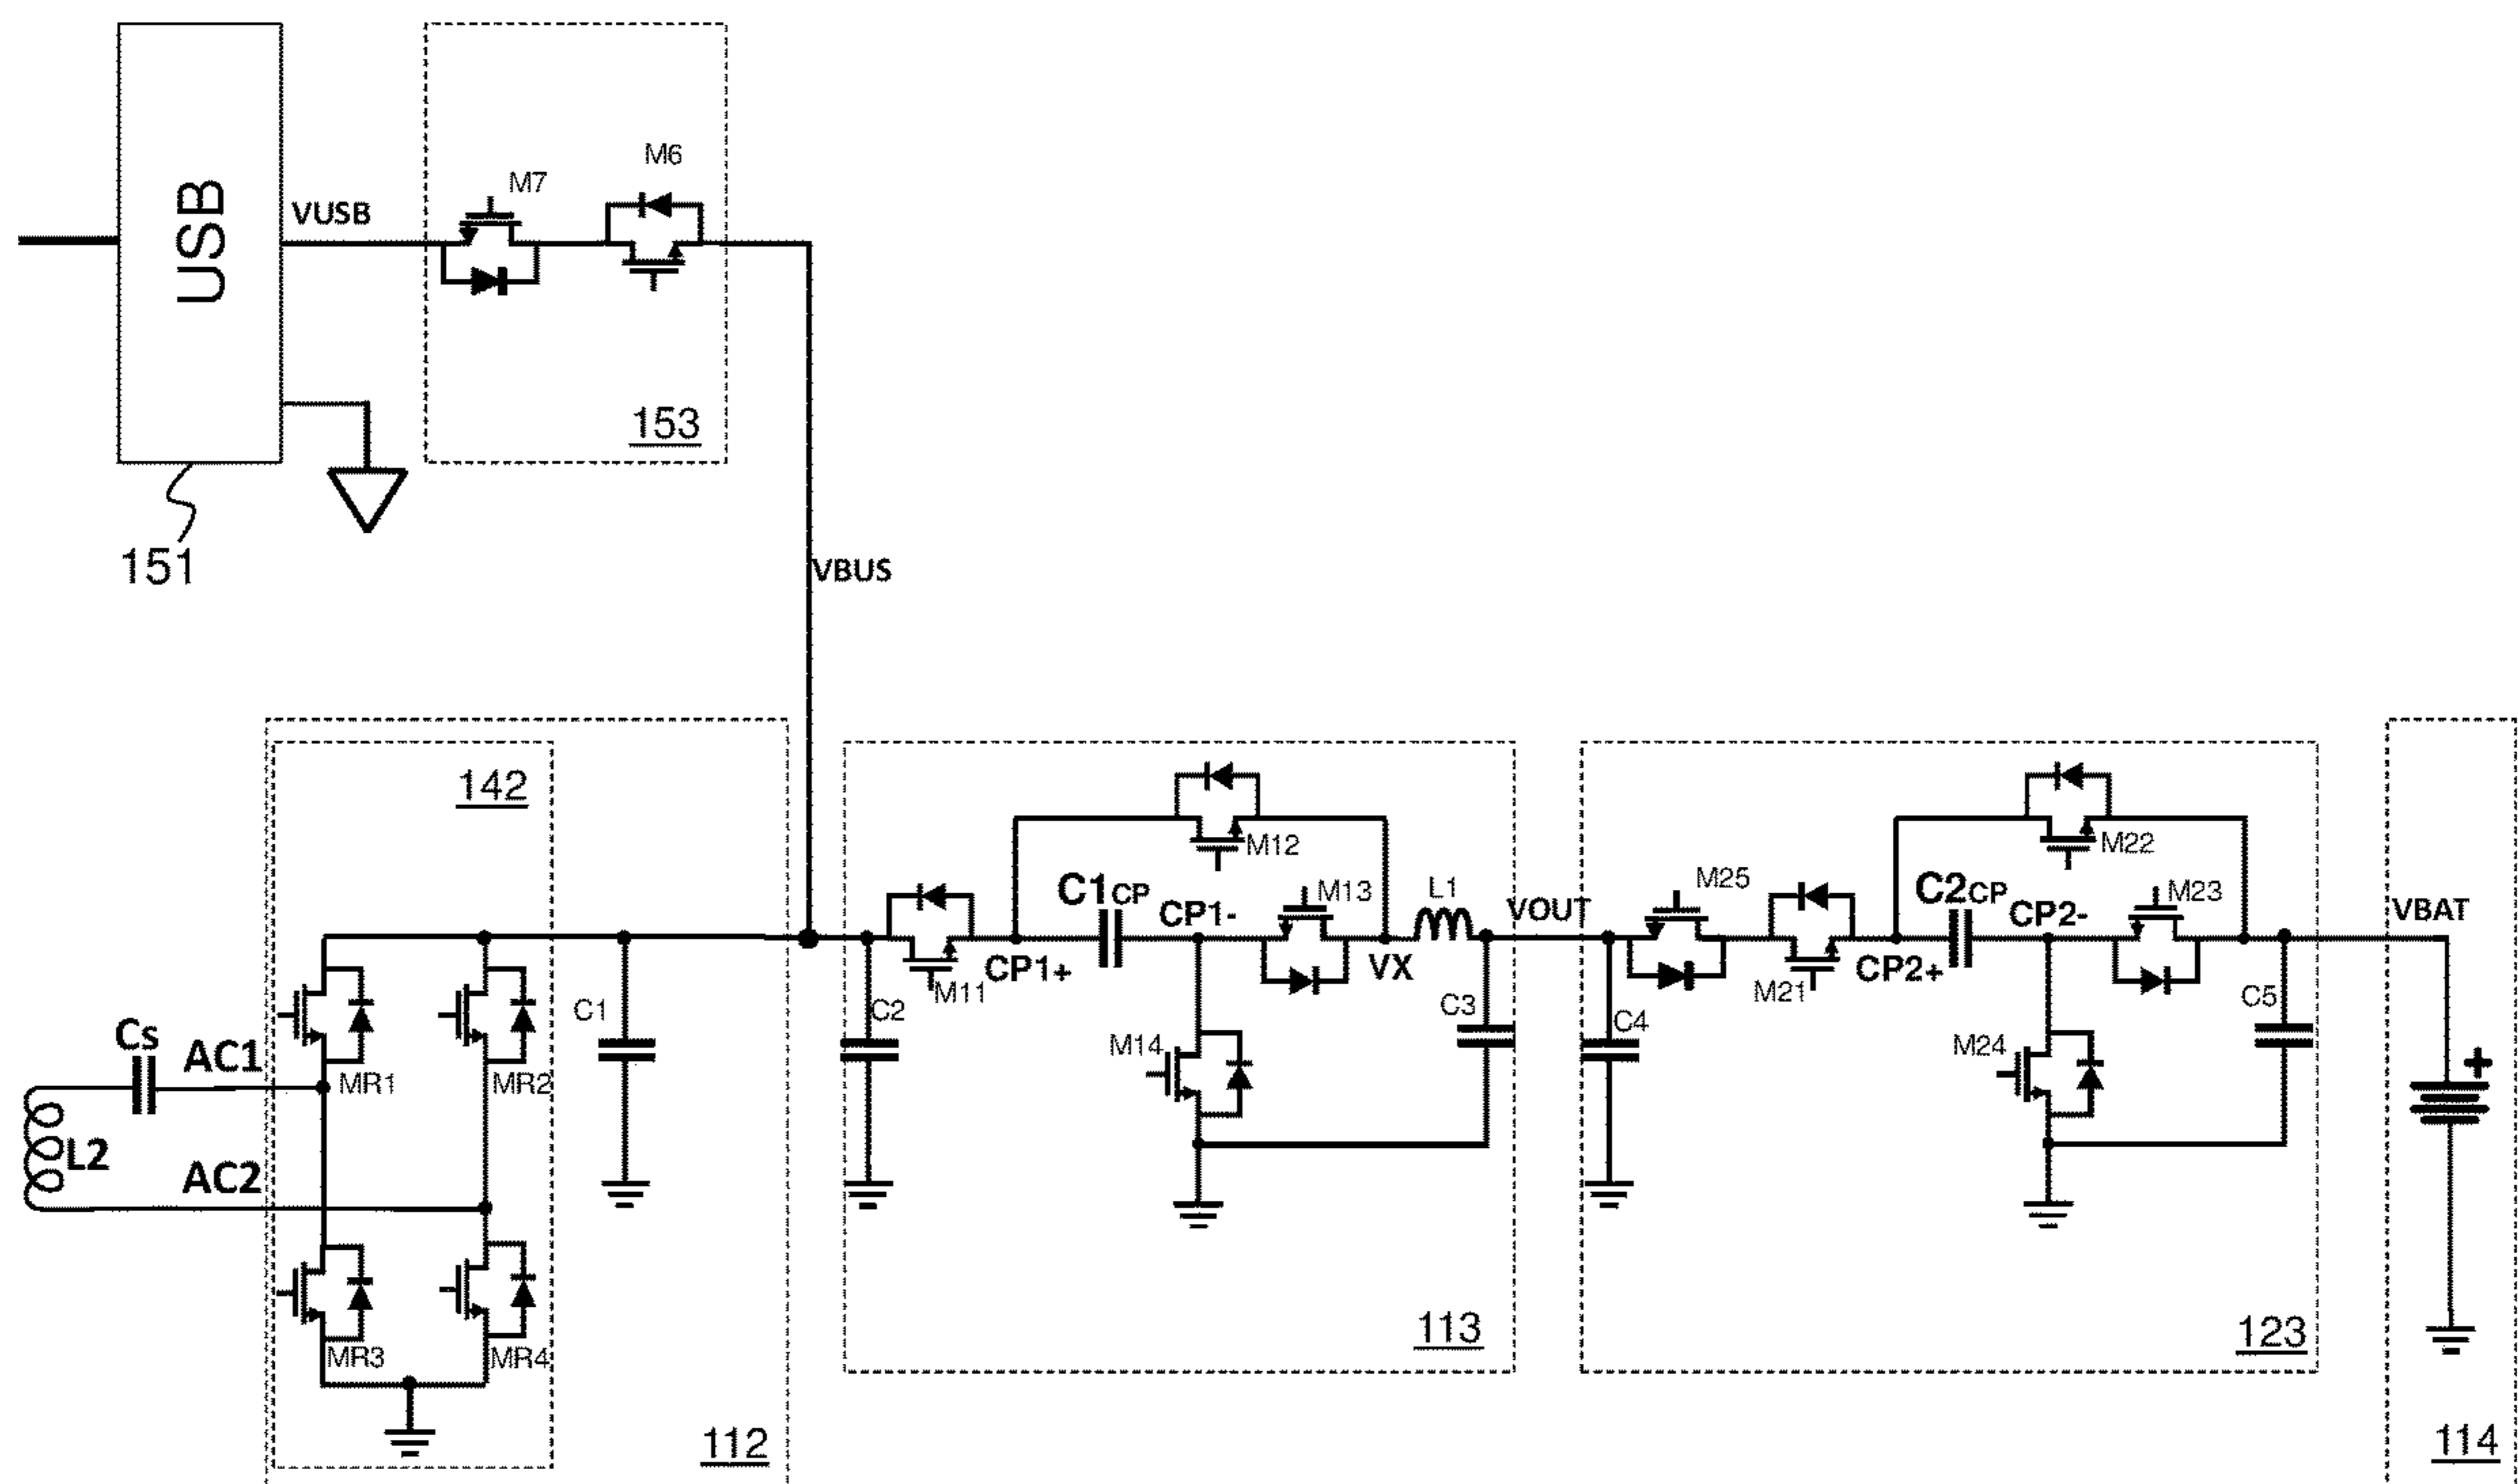 USB
VUSB
M7
M6
153
151
VBUS
142
MR1
MR2
MR3
MR4
Cs
AC1
AC2
L2
C1
112
C2
M11
CP1+
C1CP
CP1-
M12
M13
M14
VX
L1
C3
113
VOUT
C4
M25
M21
CP2+
C2CP
CP2-
M22
M23
M24
C5
123
VBAT
+
114